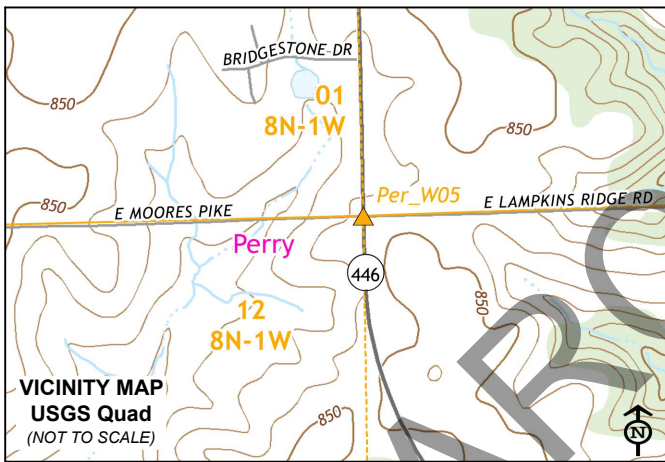 BRIDGESTONE DR
850
01
8N-1W
850
850
Per_W05
E MOORES PIKE
E LAMPKINS RIDGE RD
Perry
446
12
8N-1W
850
850
VICINITY MAP
USGS Quad
(NOT TO SCALE)
N